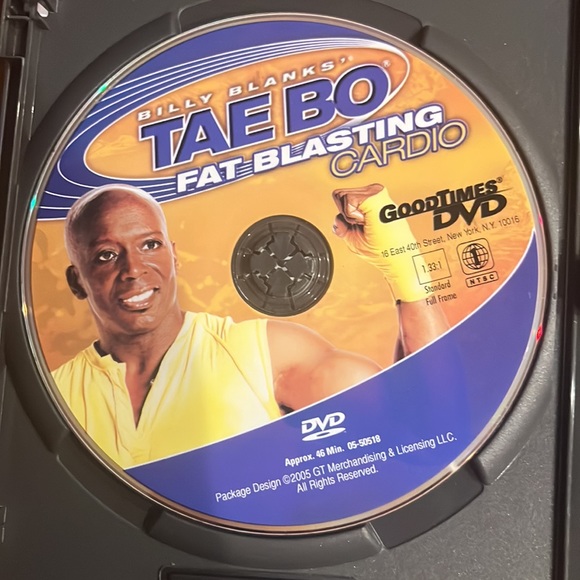 BILLY BLANKS'
TAE BO®
FAT BLASTING
CARDIO
GOODTIMES®
DVD
16 East 40th Street, New York, N.Y. 10016
1.33:1
Standard
Full Frame
NTSC
DVD
Approx. 46 Min. 05-50518
Package Design ©2005 GT Merchandising & Licensing LLC.
All Rights Reserved.